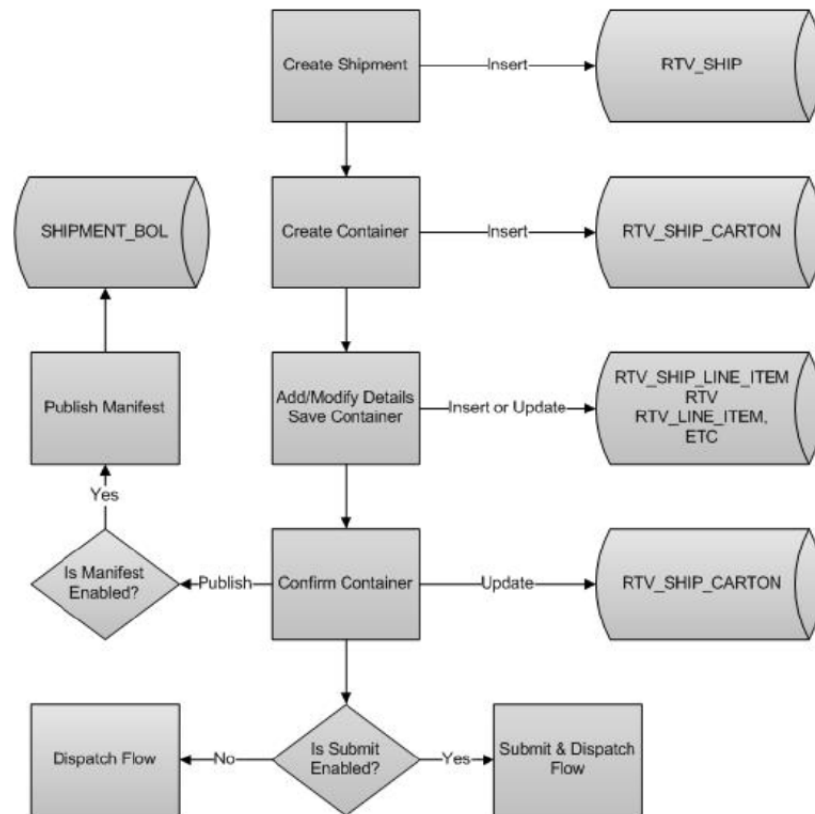 Create Shipment
Insert
RTV_SHIP
SHIPMENT_BOL
Create Container
Insert
RTV_SHIP_CARTON
Publish Manifest
Add/Modify Details
Save Container
Insert or Update
RTV_SHIP_LINE_ITEM
RTV
RTV_LINE_ITEM,
ETC
Yes
Is Manifest
Enabled?
Publish
Confirm Container
Update
RTV_SHIP_CARTON
Dispatch Flow
No
Is Submit
Enabled?
Yes
Submit & Dispatch
Flow